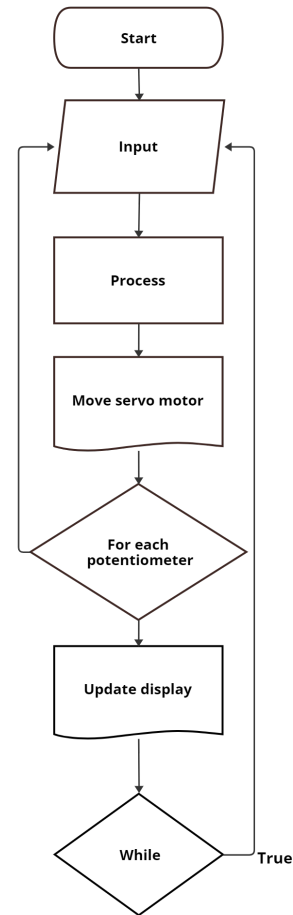 Start
Input
Process
Move servo motor
For each
potentiometer
Update display
While
True